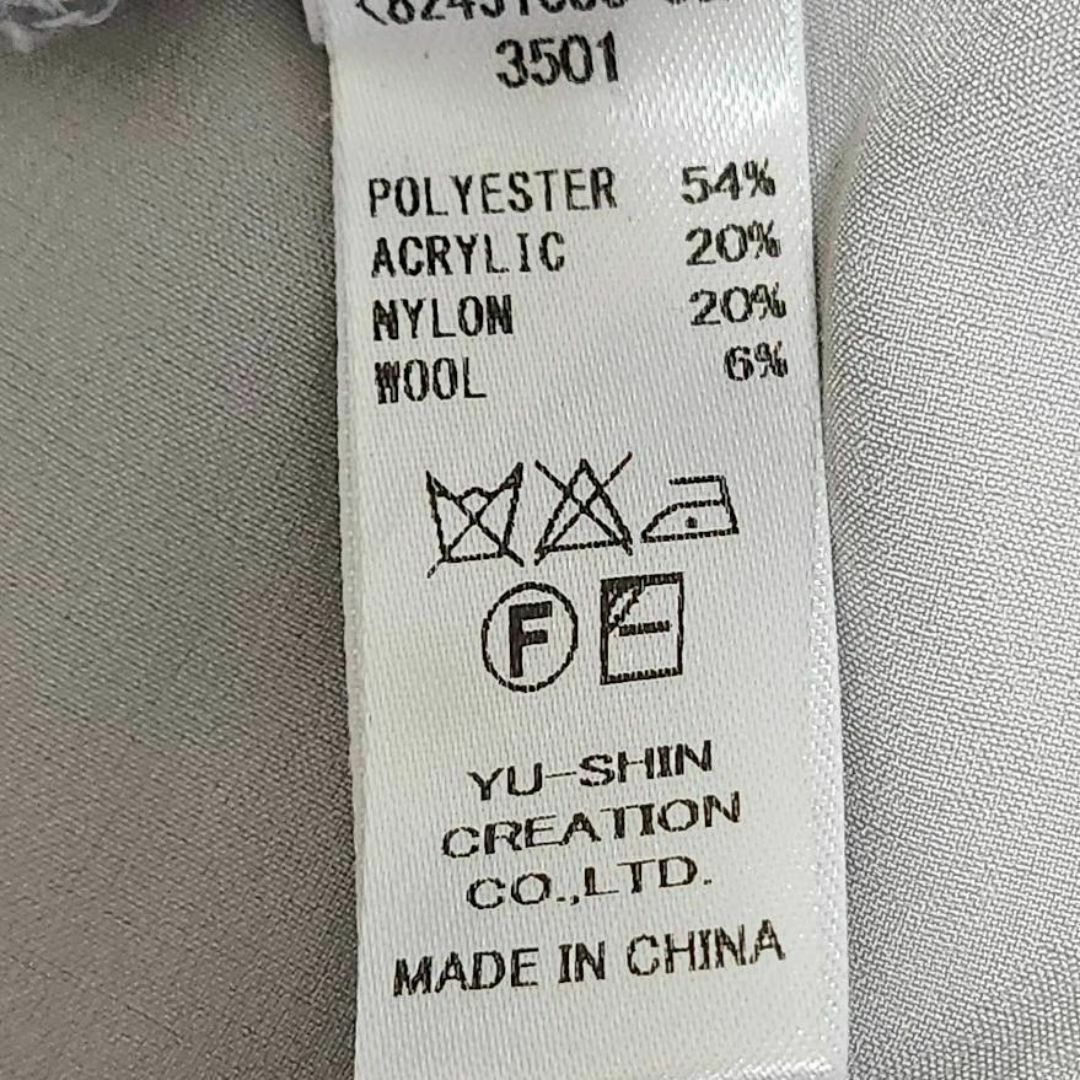 3501
POLYESTER 54%
ACRYLIC 20%
NYLON 20%
WOOL 6%
F
YU-SHIN
CREATION
CO.,LTD.
MADE IN CHINA